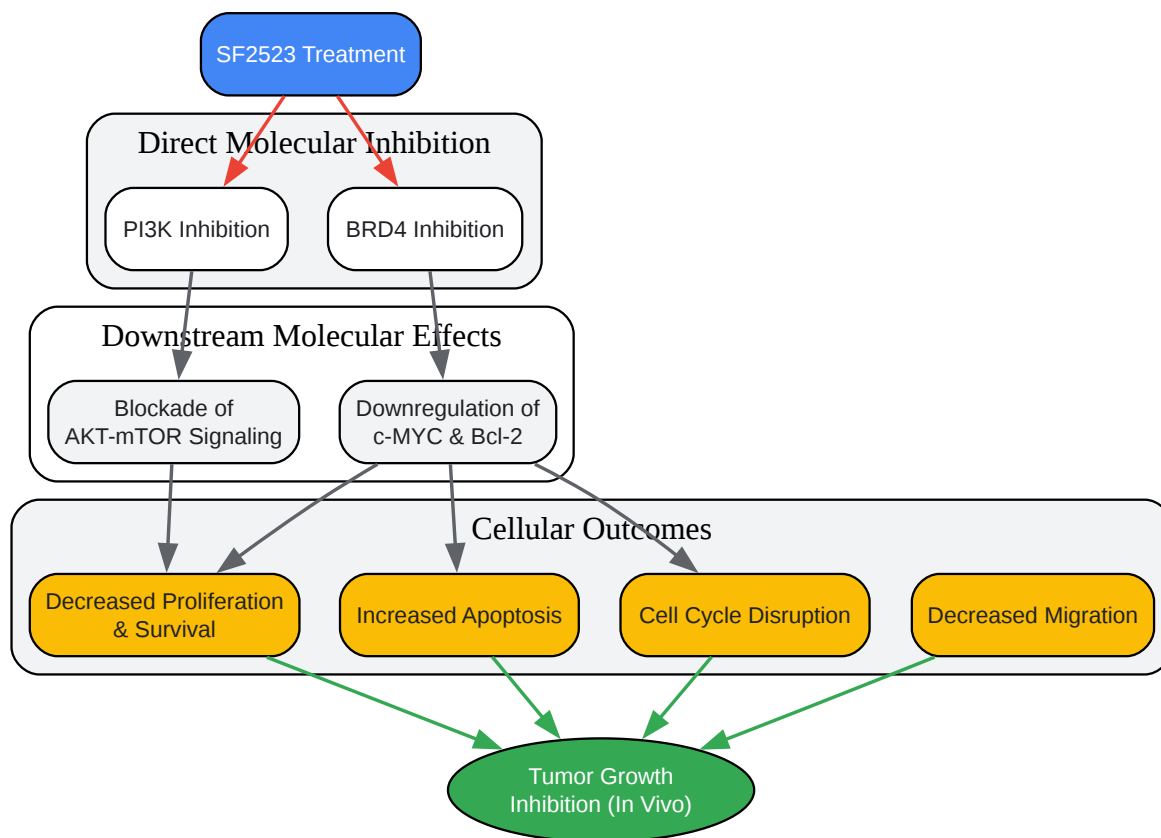 SF2523 Treatment
Direct Molecular Inhibition
PI3K Inhibition
BRD4 Inhibition
Downstream Molecular Effects
Blockade of
AKT-mTOR Signaling
Downregulation of
c-MYC & Bcl-2
Cellular Outcomes
Decreased Proliferation
& Survival
Increased Apoptosis
Cell Cycle Disruption
Decreased Migration
Tumor Growth
Inhibition (In Vivo)